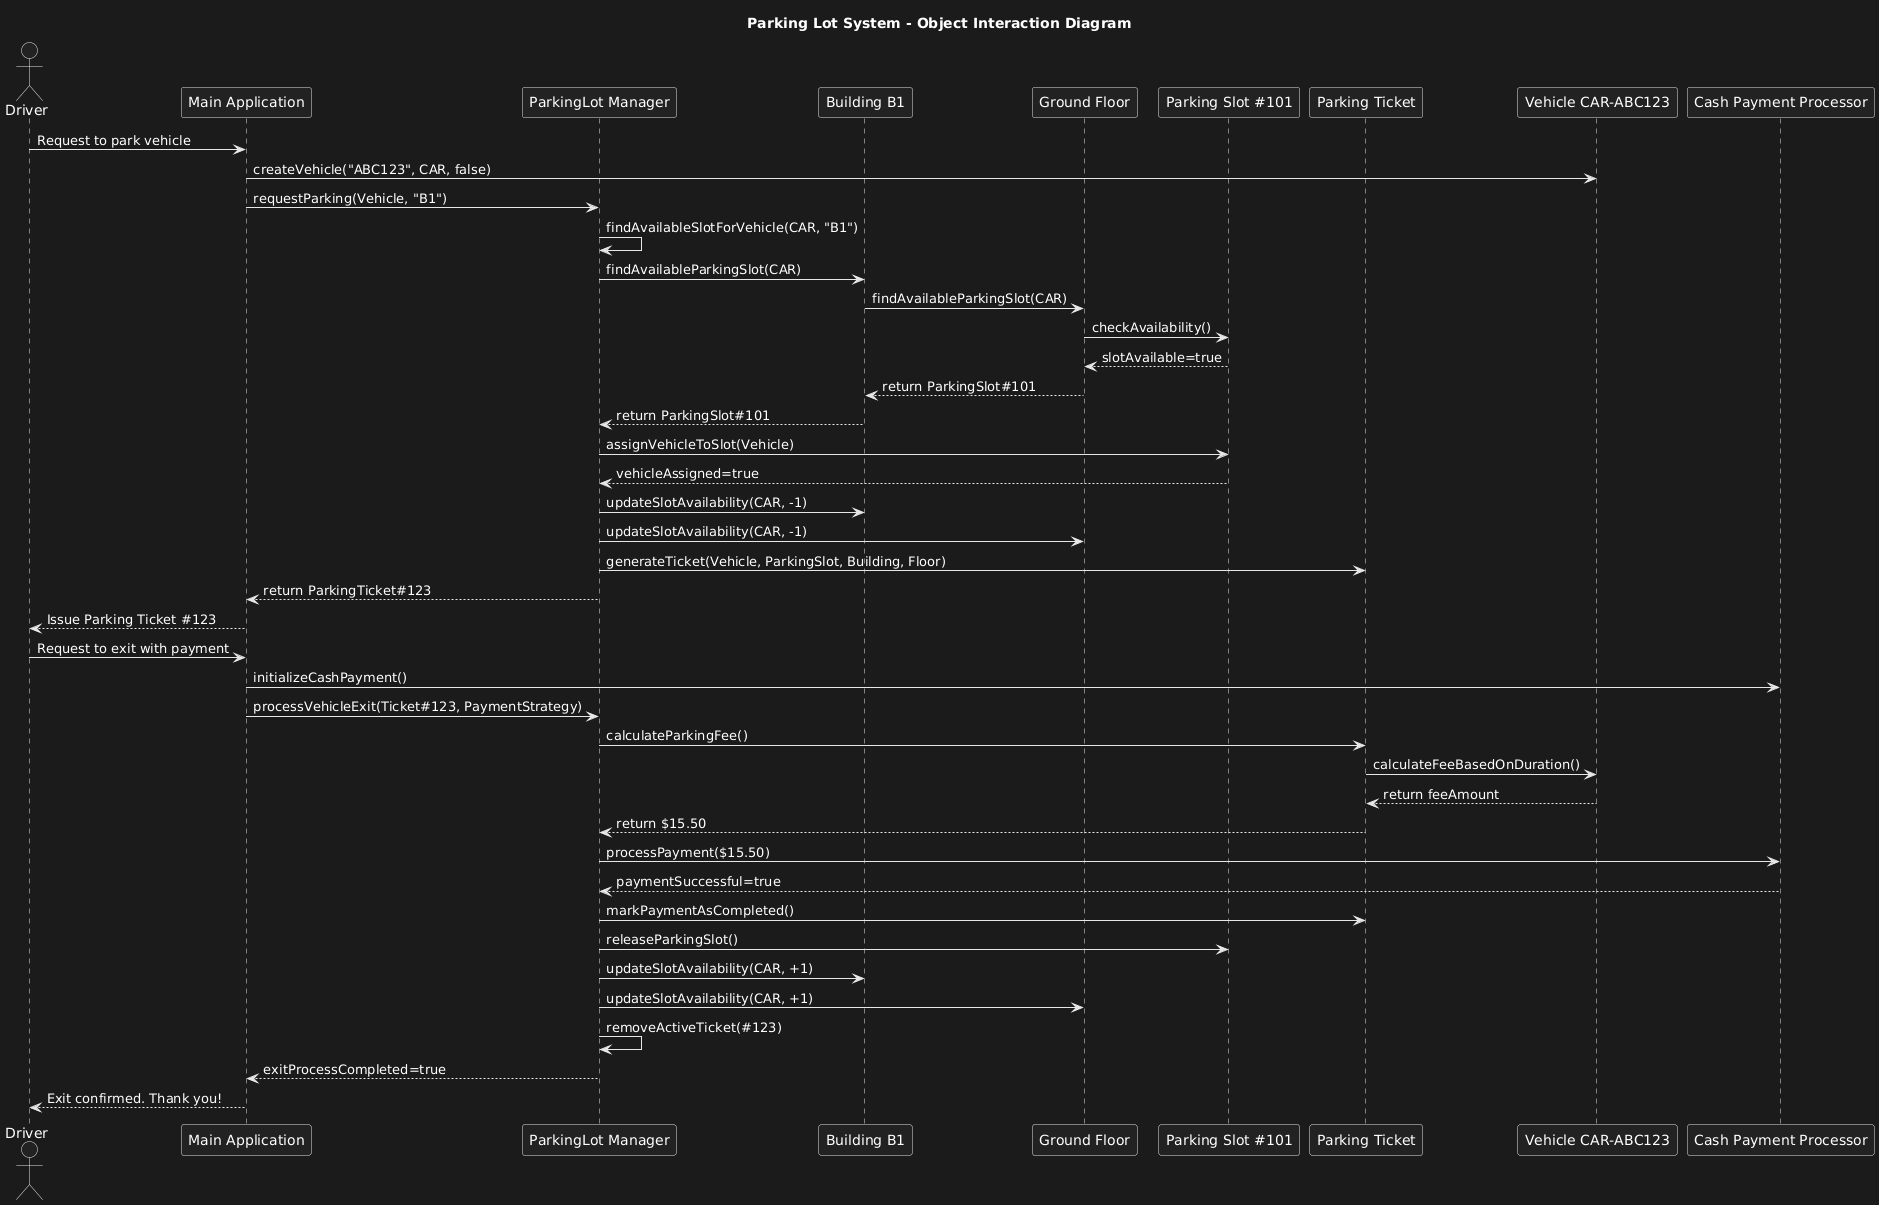 Parking Lot System - Object Interaction Diagram
Driver
Main Application
ParkingLot Manager
Building B1
Ground Floor
Parking Slot #101
Parking Ticket
Vehicle CAR-ABC123
Cash Payment Processor
Request to park vehicle
createVehicle("ABC123", CAR, false)
requestParking(Vehicle, "B1")
findAvailableSlotForVehicle(CAR, "B1")
findAvailableParkingSlot(CAR)
findAvailableParkingSlot(CAR)
checkAvailability()
slotAvailable=true
return ParkingSlot#101
return ParkingSlot#101
assignVehicleToSlot(Vehicle)
vehicleAssigned=true
updateSlotAvailability(CAR, -1)
updateSlotAvailability(CAR, -1)
generateTicket(Vehicle, ParkingSlot, Building, Floor)
return ParkingTicket#123
Issue Parking Ticket #123
Request to exit with payment
initializeCashPayment()
processVehicleExit(Ticket#123, PaymentStrategy)
calculateParkingFee()
calculateFeeBasedOnDuration()
return feeAmount
return $15.50
processPayment($15.50)
paymentSuccessful=true
markPaymentAsCompleted()
releaseParkingSlot()
updateSlotAvailability(CAR, +1)
updateSlotAvailability(CAR, +1)
removeActiveTicket(#123)
exitProcessCompleted=true
Exit confirmed. Thank you!
Driver
Main Application
ParkingLot Manager
Building B1
Ground Floor
Parking Slot #101
Parking Ticket
Vehicle CAR-ABC123
Cash Payment Processor